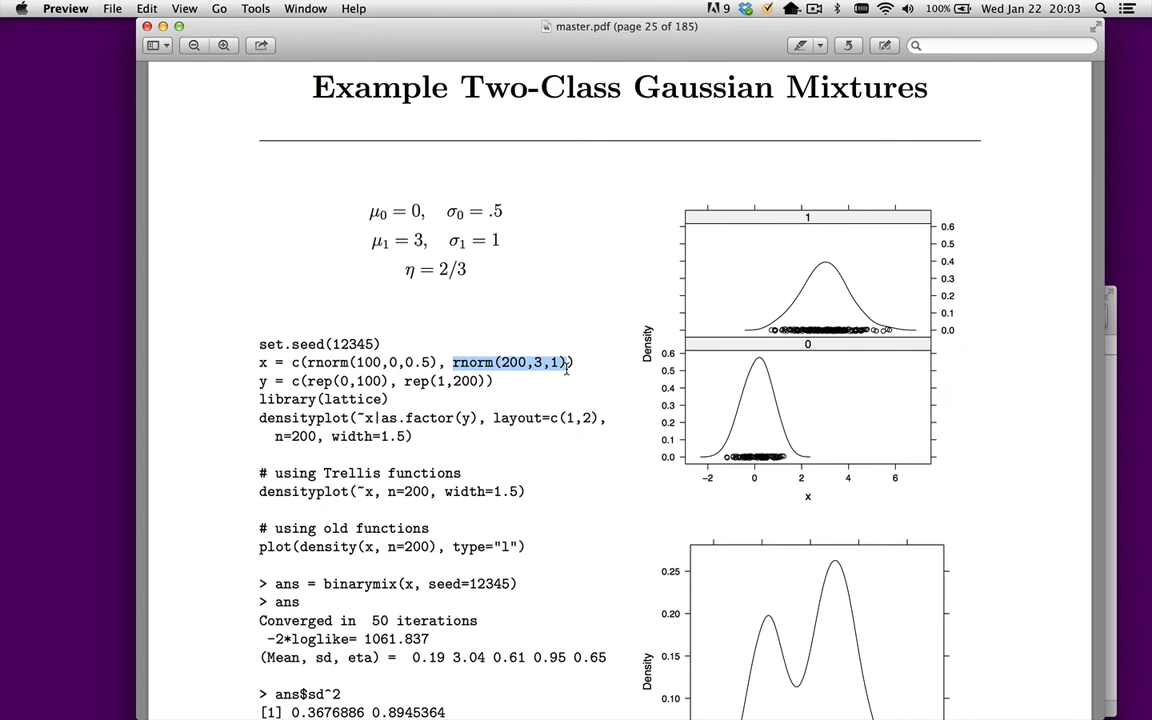 Preview File Edit View Go Tools Window Help 9 100% Wed Jan 22 20:03
master.pdf (page 25 of 185)
Example Two-Class Gaussian Mixtures
μ0 = 0, σ0 = .5
μ1 = 3, σ1 = 1
η = 2/3
set.seed(12345)
x = c(rnorm(100,0,0.5), rnorm(200,3,1))
y = c(rep(0,100), rep(1,200))
library(lattice)
densityplot(~x|as.factor(y), layout=c(1,2),
n=200, width=1.5)
# using Trellis functions
densityplot(~x, n=200, width=1.5)
# using old functions
plot(density(x, n=200), type="l")
> ans = binarymix(x, seed=12345)
> ans
Converged in 50 iterations
-2*loglike= 1061.837
(Mean, sd, eta) = 0.19 3.04 0.61 0.95 0.65
> ans$sd^2
[1] 0.3676886 0.8945364
1
0.6
0.5
0.4
0.3
0.2
0.1
0.0
0
0.6
0.5
0.4
0.3
0.2
0.1
0.0
Density
−2 0 2 4 6
x
0.25
0.20
0.15
0.10
Density